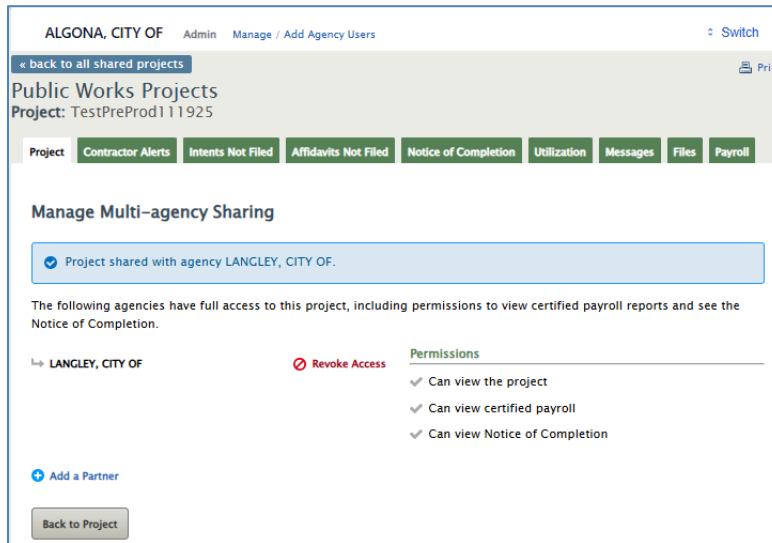 ALGONA, CITY OF Admin Manage / Add Agency Users Switch
« back to all shared projects
Pri
Public Works Projects
Project: TestPreProd111925
Project Contractor Alerts Intents Not Filed Affidavits Not Filed Notice of Completion Utilization Messages Files Payroll
Manage Multi-agency Sharing
Project shared with agency LANGLEY, CITY OF.
The following agencies have full access to this project, including permissions to view certified payroll reports and see the
Notice of Completion.
LANGLEY, CITY OF Revoke Access Permissions
Can view the project
Can view certified payroll
Can view Notice of Completion
Add a Partner
Back to Project